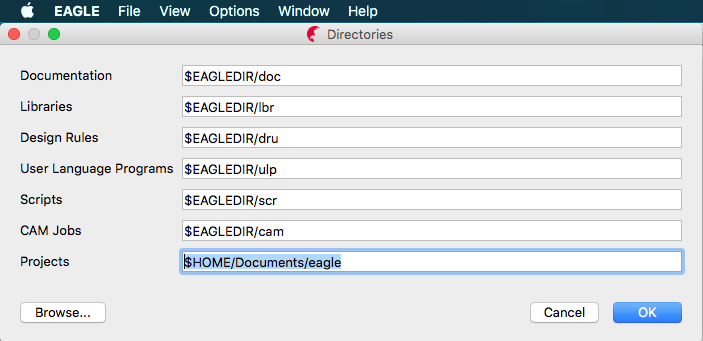 EAGLE File View Options Window Help
Directories
Documentation $EAGLEDIR/doc
Libraries $EAGLEDIR/lbr
Design Rules $EAGLEDIR/dru
User Language Programs $EAGLEDIR/ulp
Scripts $EAGLEDIR/scr
CAM Jobs $EAGLEDIR/cam
Projects $HOME/Documents/eagle
Browse... Cancel OK